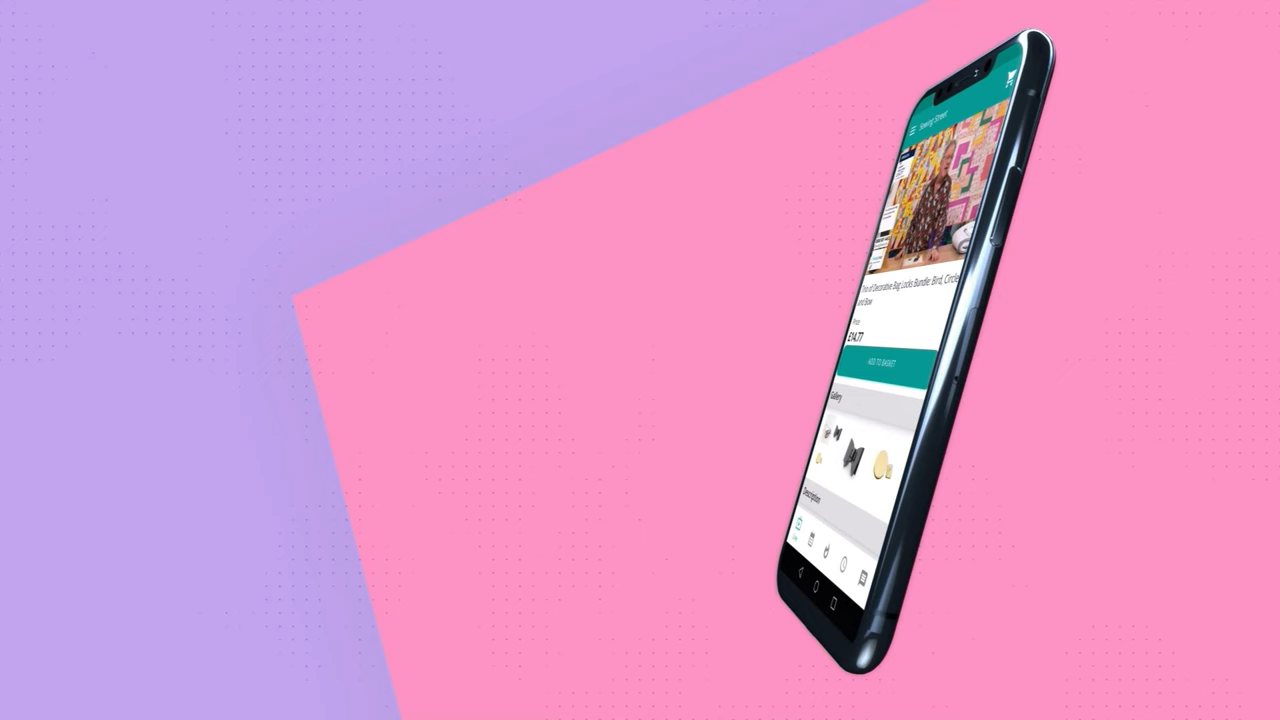 Sewing Street
Trio of Decorative Bag Locks Bundle: Bird, Circle
and Bow
Price
£14.77
ADD TO BASKET
Gallery
Description